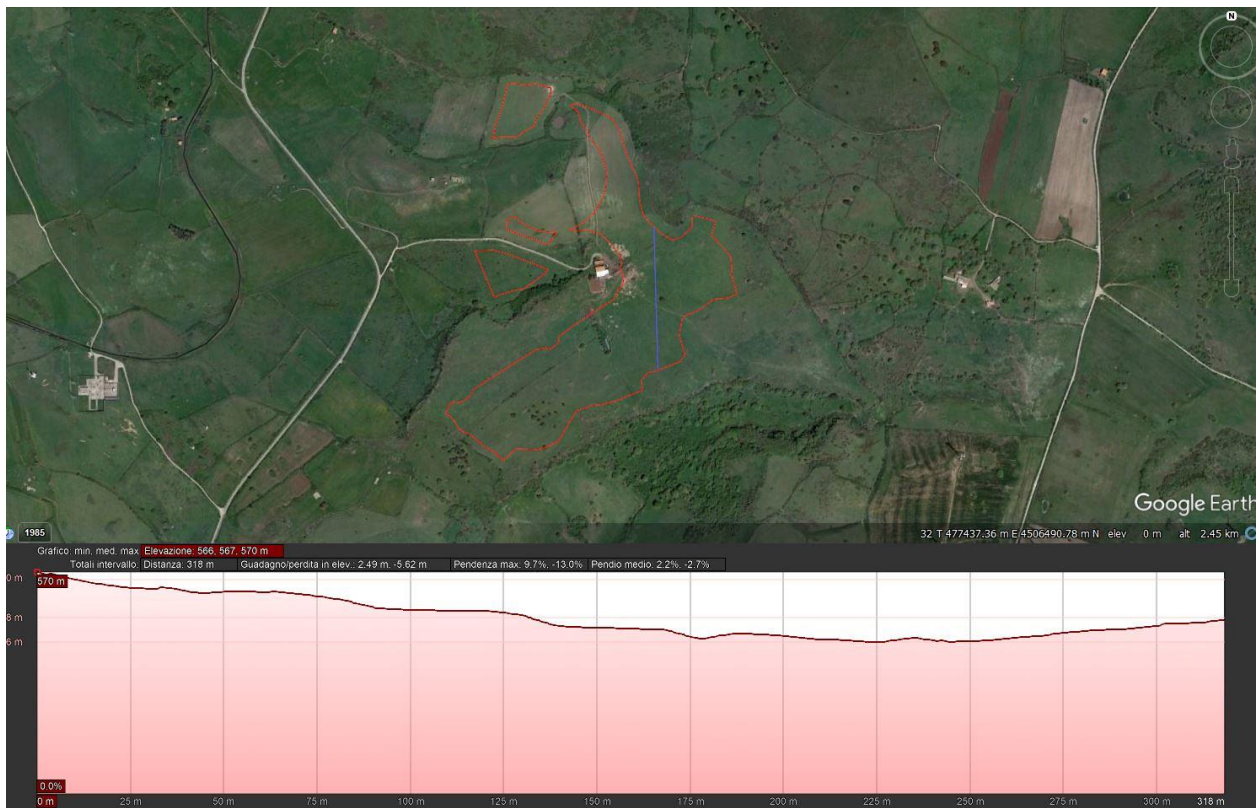 N
Google Earth
1985
32 T 477437.36 m E 4506490.78 m N elev 0 m alt 2.45 km
Grafico: min. med. max Elevazione: 566, 567, 570 m
Totali intervallo: Distanza: 318 m Guadagno/perdita in elev.: 2.49 m. -5.62 m Pendenza max: 9.7%. -13.0% Pendio medio: 2.2%. -2.7%
0 m
570 m
8 m
6 m
0.0%
0 m 25 m 50 m 75 m 100 m 125 m 150 m 175 m 200 m 225 m 250 m 275 m 300 m 318 m